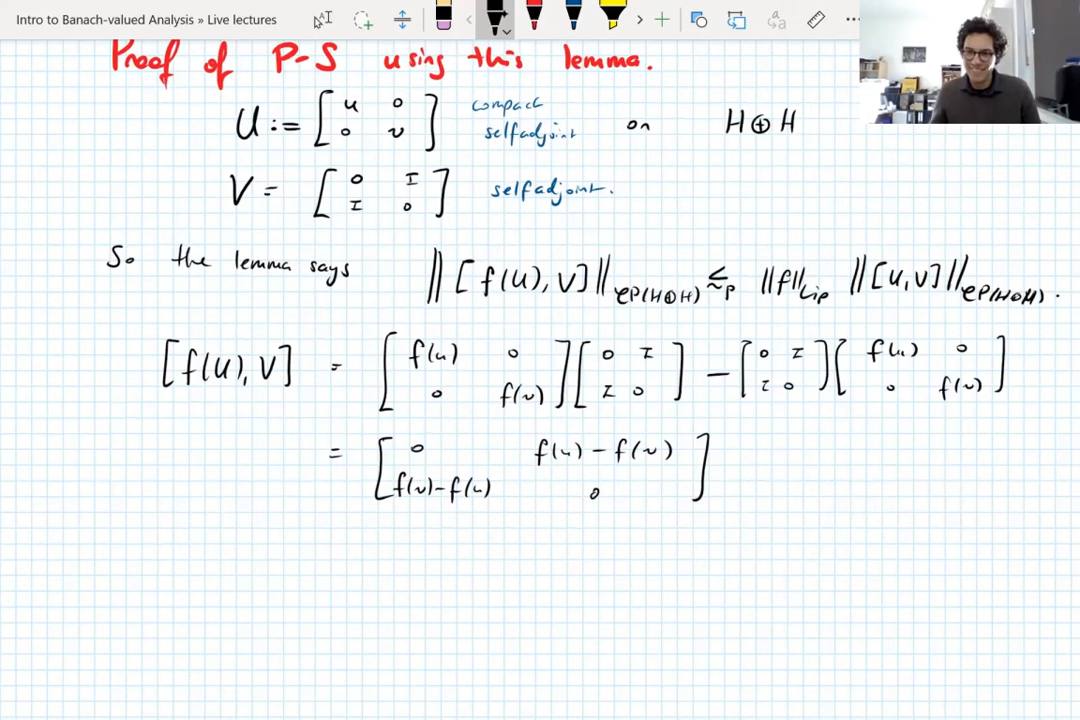 Intro to Banach-valued Analysis » Live lectures
Proof of P-S using this lemma.
U := [ u 0 ; 0 v ] compact selfadjoint on H⊕H
V = [ 0 I ; I 0 ] selfadjoint.
So the lemma says ‖[f(U), V]‖_{𝒞^p(H⊕H)} ≲_p ‖f‖_{Lip} ‖[U,V]‖_{𝒞^p(H⊕H)}.
[f(U), V] = [ f(u) 0 ; 0 f(v) ] [ 0 I ; I 0 ] − [ 0 I ; I 0 ] [ f(u) 0 ; 0 f(v) ]
= [ 0 f(u) − f(v) ; f(v) − f(u) 0 ]